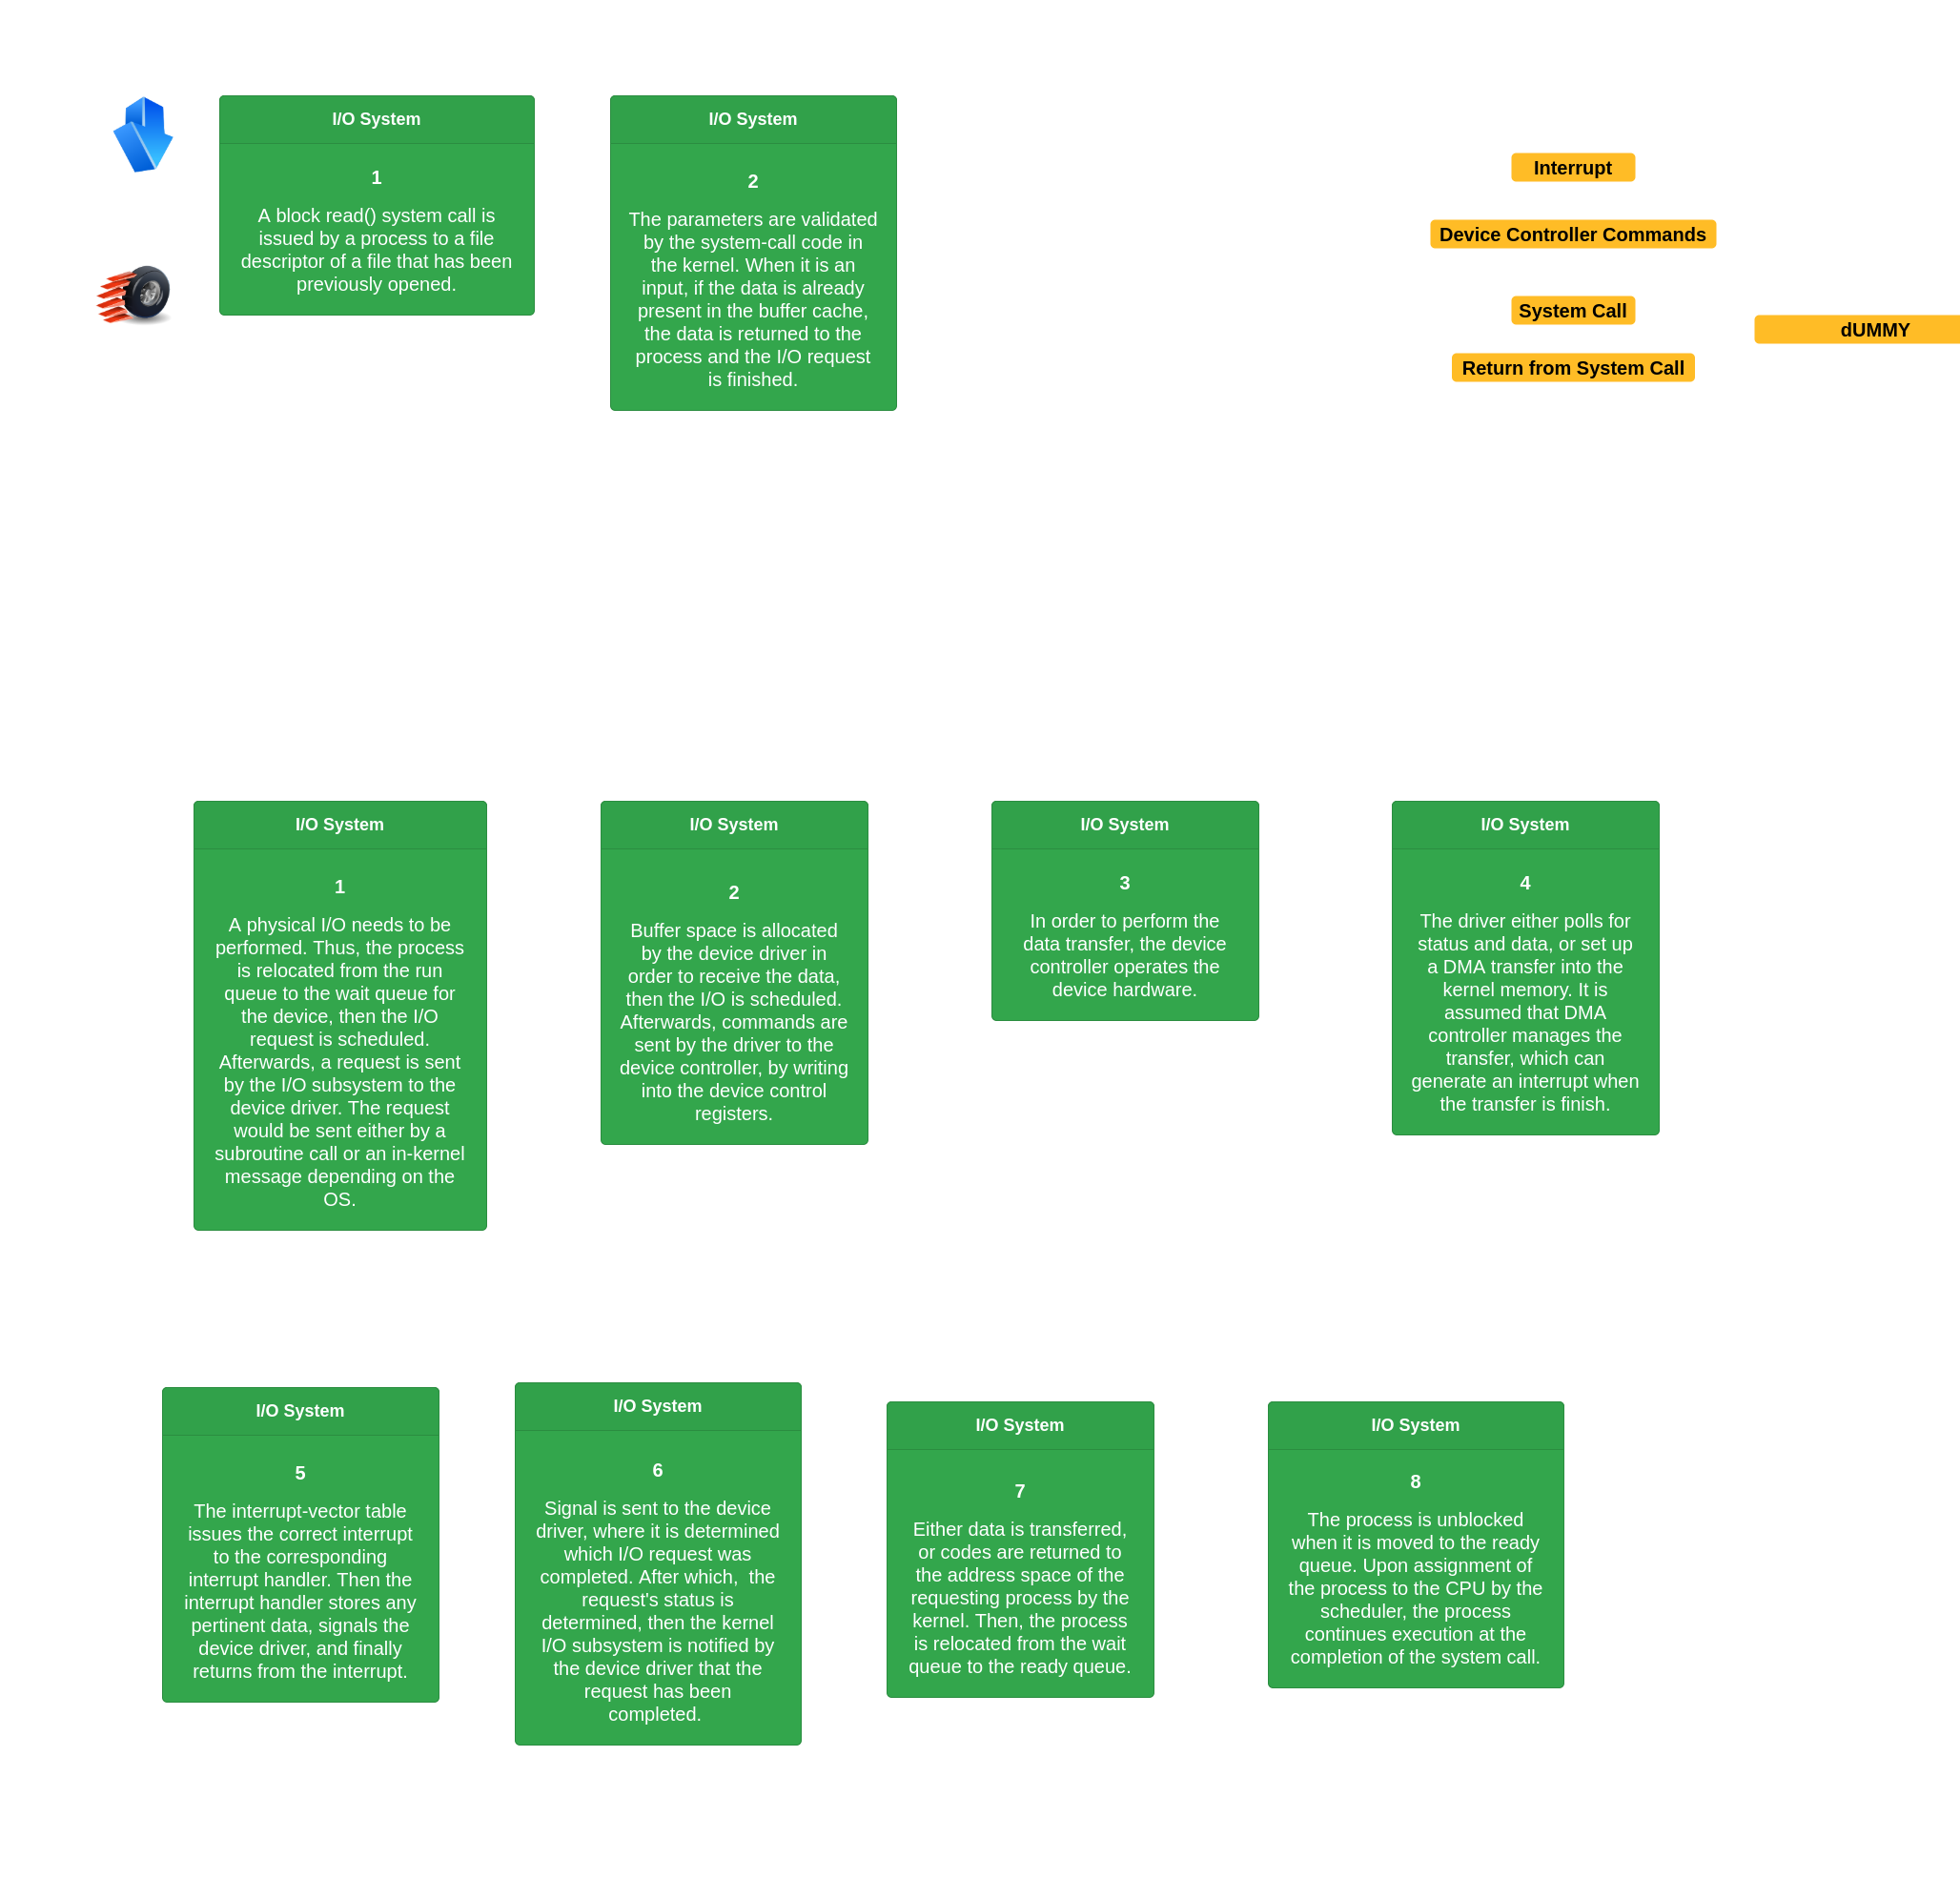 I/O System
1
A block read() system call is
issued by a process to a file
descriptor of a file that has been
previously opened.
I/O System
2
The parameters are validated
by the system-call code in
the kernel. When it is an
input, if the data is already
present in the buffer cache,
the data is returned to the
process and the I/O request
is finished.
Interrupt
Device Controller Commands
System Call
dUMMY
Return from System Call
I/O System
1
A physical I/O needs to be
performed. Thus, the process
is relocated from the run
queue to the wait queue for
the device, then the I/O
request is scheduled.
Afterwards, a request is sent
by the I/O subsystem to the
device driver. The request
would be sent either by a
subroutine call or an in-kernel
message depending on the
OS.
I/O System
2
Buffer space is allocated
by the device driver in
order to receive the data,
then the I/O is scheduled.
Afterwards, commands are
sent by the driver to the
device controller, by writing
into the device control
registers.
I/O System
3
In order to perform the
data transfer, the device
controller operates the
device hardware.
I/O System
4
The driver either polls for
status and data, or set up
a DMA transfer into the
kernel memory. It is
assumed that DMA
controller manages the
transfer, which can
generate an interrupt when
the transfer is finish.
I/O System
5
The interrupt-vector table
issues the correct interrupt
to the corresponding
interrupt handler. Then the
interrupt handler stores any
pertinent data, signals the
device driver, and finally
returns from the interrupt.
I/O System
6
Signal is sent to the device
driver, where it is determined
which I/O request was
completed. After which,  the
request's status is
determined, then the kernel
I/O subsystem is notified by
the device driver that the
request has been
completed.
I/O System
7
Either data is transferred,
or codes are returned to
the address space of the
requesting process by the
kernel. Then, the process
is relocated from the wait
queue to the ready queue.
I/O System
8
The process is unblocked
when it is moved to the ready
queue. Upon assignment of
the process to the CPU by the
scheduler, the process
continues execution at the
completion of the system call.